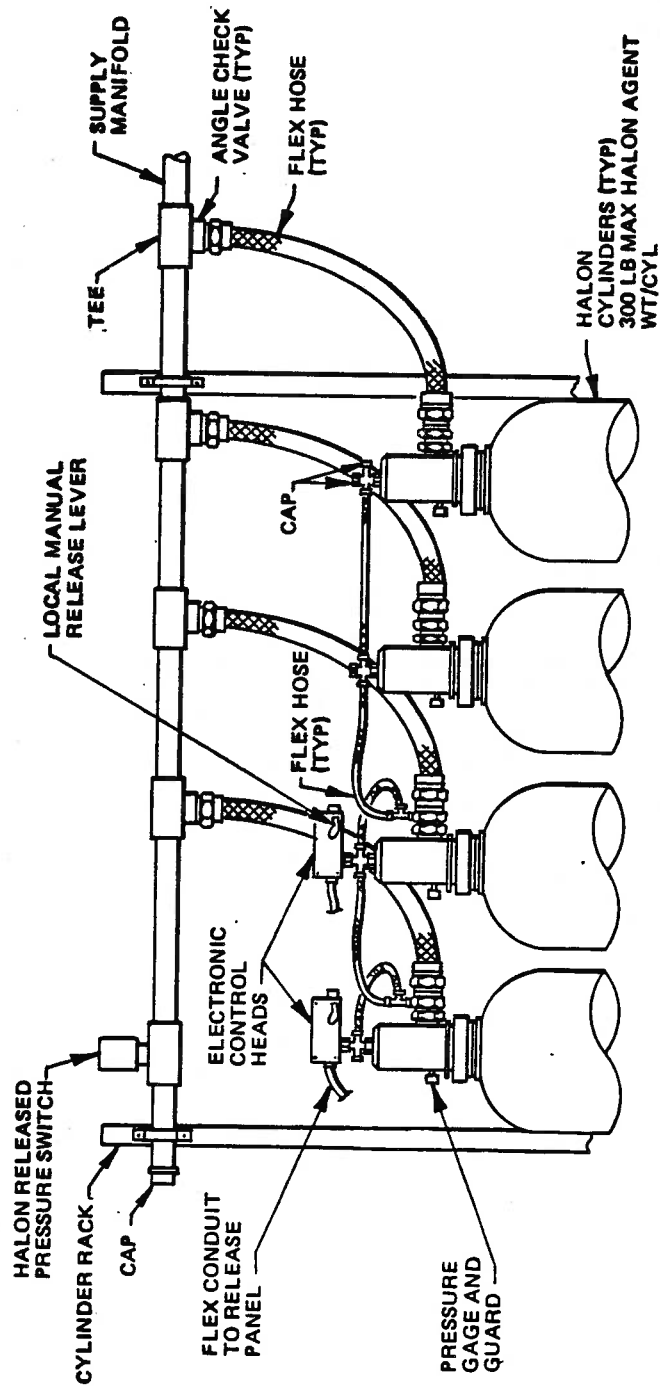 HALON RELEASED
PRESSURE SWITCH
CYLINDER RACK
CAP
FLEX CONDUIT
TO RELEASE
PANEL
PRESSURE
GAGE AND
GUARD
ELECTRONIC
CONTROL
HEADS
LOCAL MANUAL
RELEASE LEVER
FLEX HOSE
(TYP)
CAP
TEE
SUPPLY
MANIFOLD
ANGLE CHECK
VALVE (TYP)
FLEX HOSE
(TYP)
HALON
CYLINDERS (TYP)
300 LB MAX HALON AGENT
WT/CYL